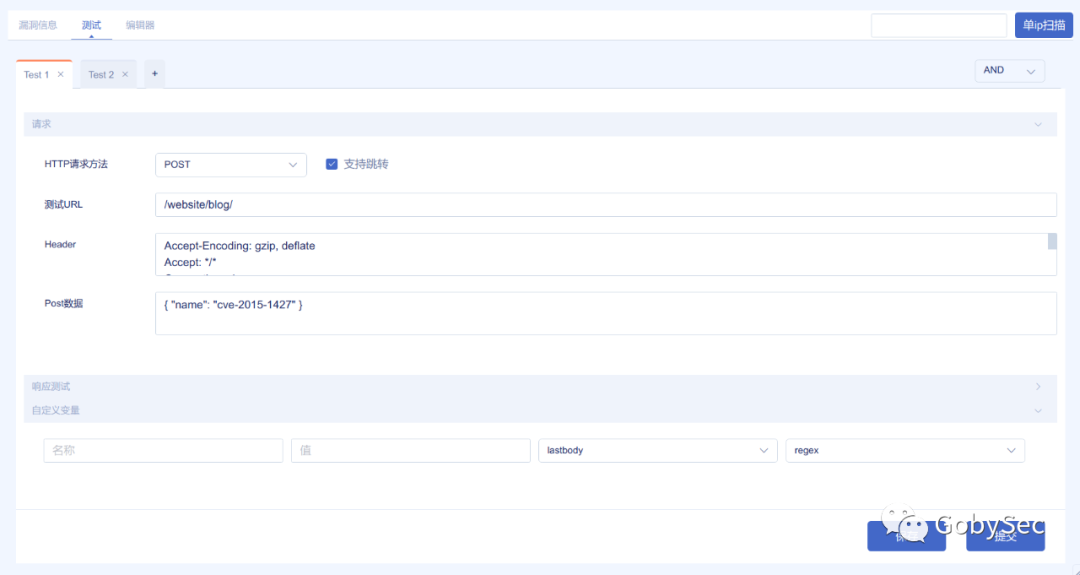 漏洞信息 测试 编辑器 单ip扫描
Test 1 × Test 2 × + AND
请求
HTTP请求方法 POST 支持跳转
测试URL /website/blog/
Header Accept-Encoding: gzip, deflate
Accept: */*
Post数据 { "name": "cve-2015-1427" }
响应测试
自定义变量
名称 值 lastbody regex
GobySec
提交